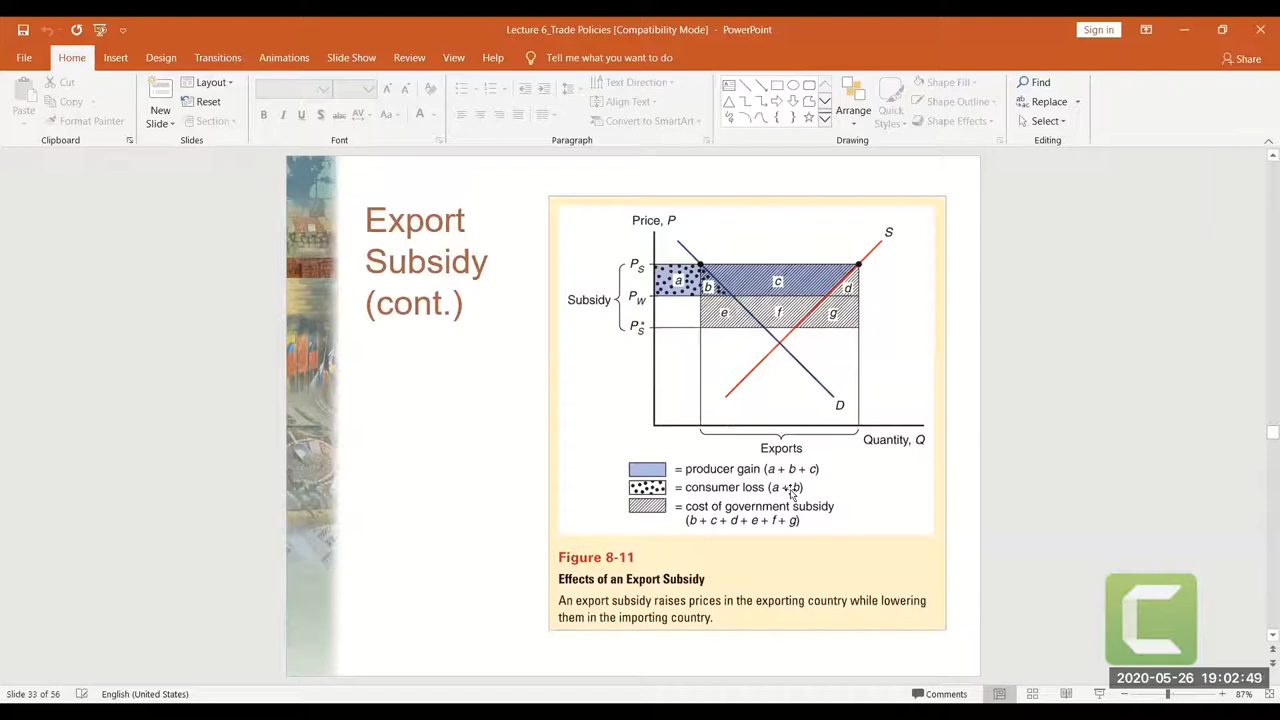 Lecture 6_Trade Policies [Compatibility Mode] - PowerPoint
Sign in
File Home Insert Design Transitions Animations Slide Show Review View Help Tell me what you want to do
Share
Paste
Cut
Copy
Format Painter
Clipboard
New
Slide
Layout
Reset
Section
Slides
B I U S abc AV Aa A
Font
Text Direction
Align Text
Convert to SmartArt
Paragraph
Arrange
Quick
Styles
Shape Fill
Shape Outline
Shape Effects
Drawing
Find
Replace
Select
Editing
Export
Subsidy
(cont.)
Price, P
S
PS
Subsidy
PW
P*S
a b c d
e f g
D
Exports
Quantity, Q
= producer gain (a + b + c)
= consumer loss (a + b)
= cost of government subsidy
(b + c + d + e + f + g)
Figure 8-11
Effects of an Export Subsidy
An export subsidy raises prices in the exporting country while lowering
them in the importing country.
2020-05-26 19:02:49
Slide 33 of 56
English (United States)
Comments
87%